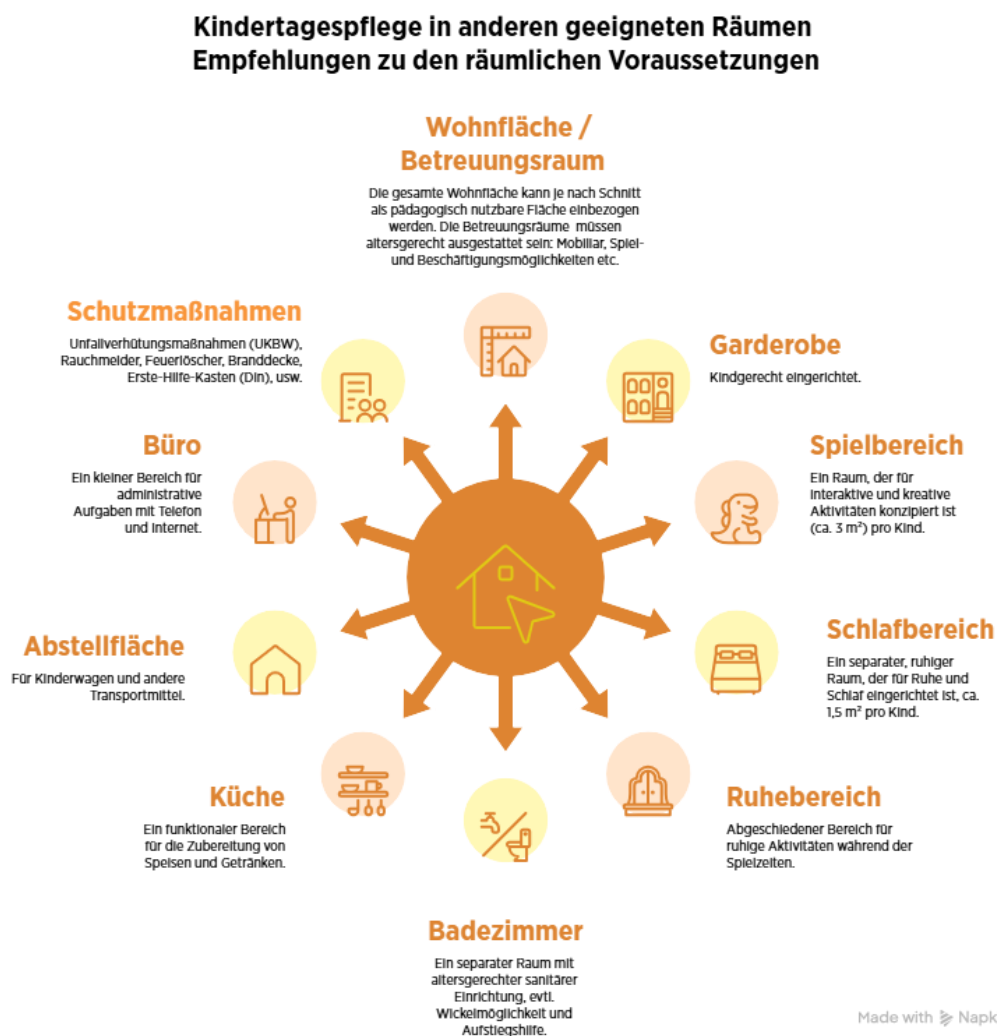 Kindertagespflege in anderen geeigneten Räumen
Empfehlungen zu den räumlichen Voraussetzungen
Wohnfläche /
Betreuungsraum
Die gesamte Wohnfläche kann je nach Schnitt
als pädagogisch nutzbare Fläche einbezogen
werden. Die Betreuungsräume müssen
altersgerecht ausgestattet sein: Mobiliar, Spiel-
und Beschäftigungsmöglichkeiten etc.
Schutzmaßnahmen
Unfallverhütungsmaßnahmen (UKBW),
Rauchmelder, Feuerlöscher, Branddecke,
Erste-Hilfe-Kasten (Din), usw.
Garderobe
Kindgerecht eingerichtet.
Büro
Ein kleiner Bereich für
administrative
Aufgaben mit Telefon
und Internet.
Spielbereich
Ein Raum, der für
interaktive und kreative
Aktivitäten konzipiert ist
(ca. 3 m²) pro Kind.
Abstellfläche
Für Kinderwagen und andere
Transportmittel.
Schlafbereich
Ein separater, ruhiger
Raum, der für Ruhe und
Schlaf eingerichtet ist, ca.
1,5 m² pro Kind.
Küche
Ein funktionaler Bereich
für die Zubereitung von
Speisen und Getränken.
Ruhebereich
Abgeschiedener Bereich für
ruhige Aktivitäten während der
Spielzeiten.
Badezimmer
Ein separater Raum mit
altersgerechter sanitärer
Einrichtung, evtl.
Wickelmöglichkeit und
Aufstiegshilfe.
Made with Napk